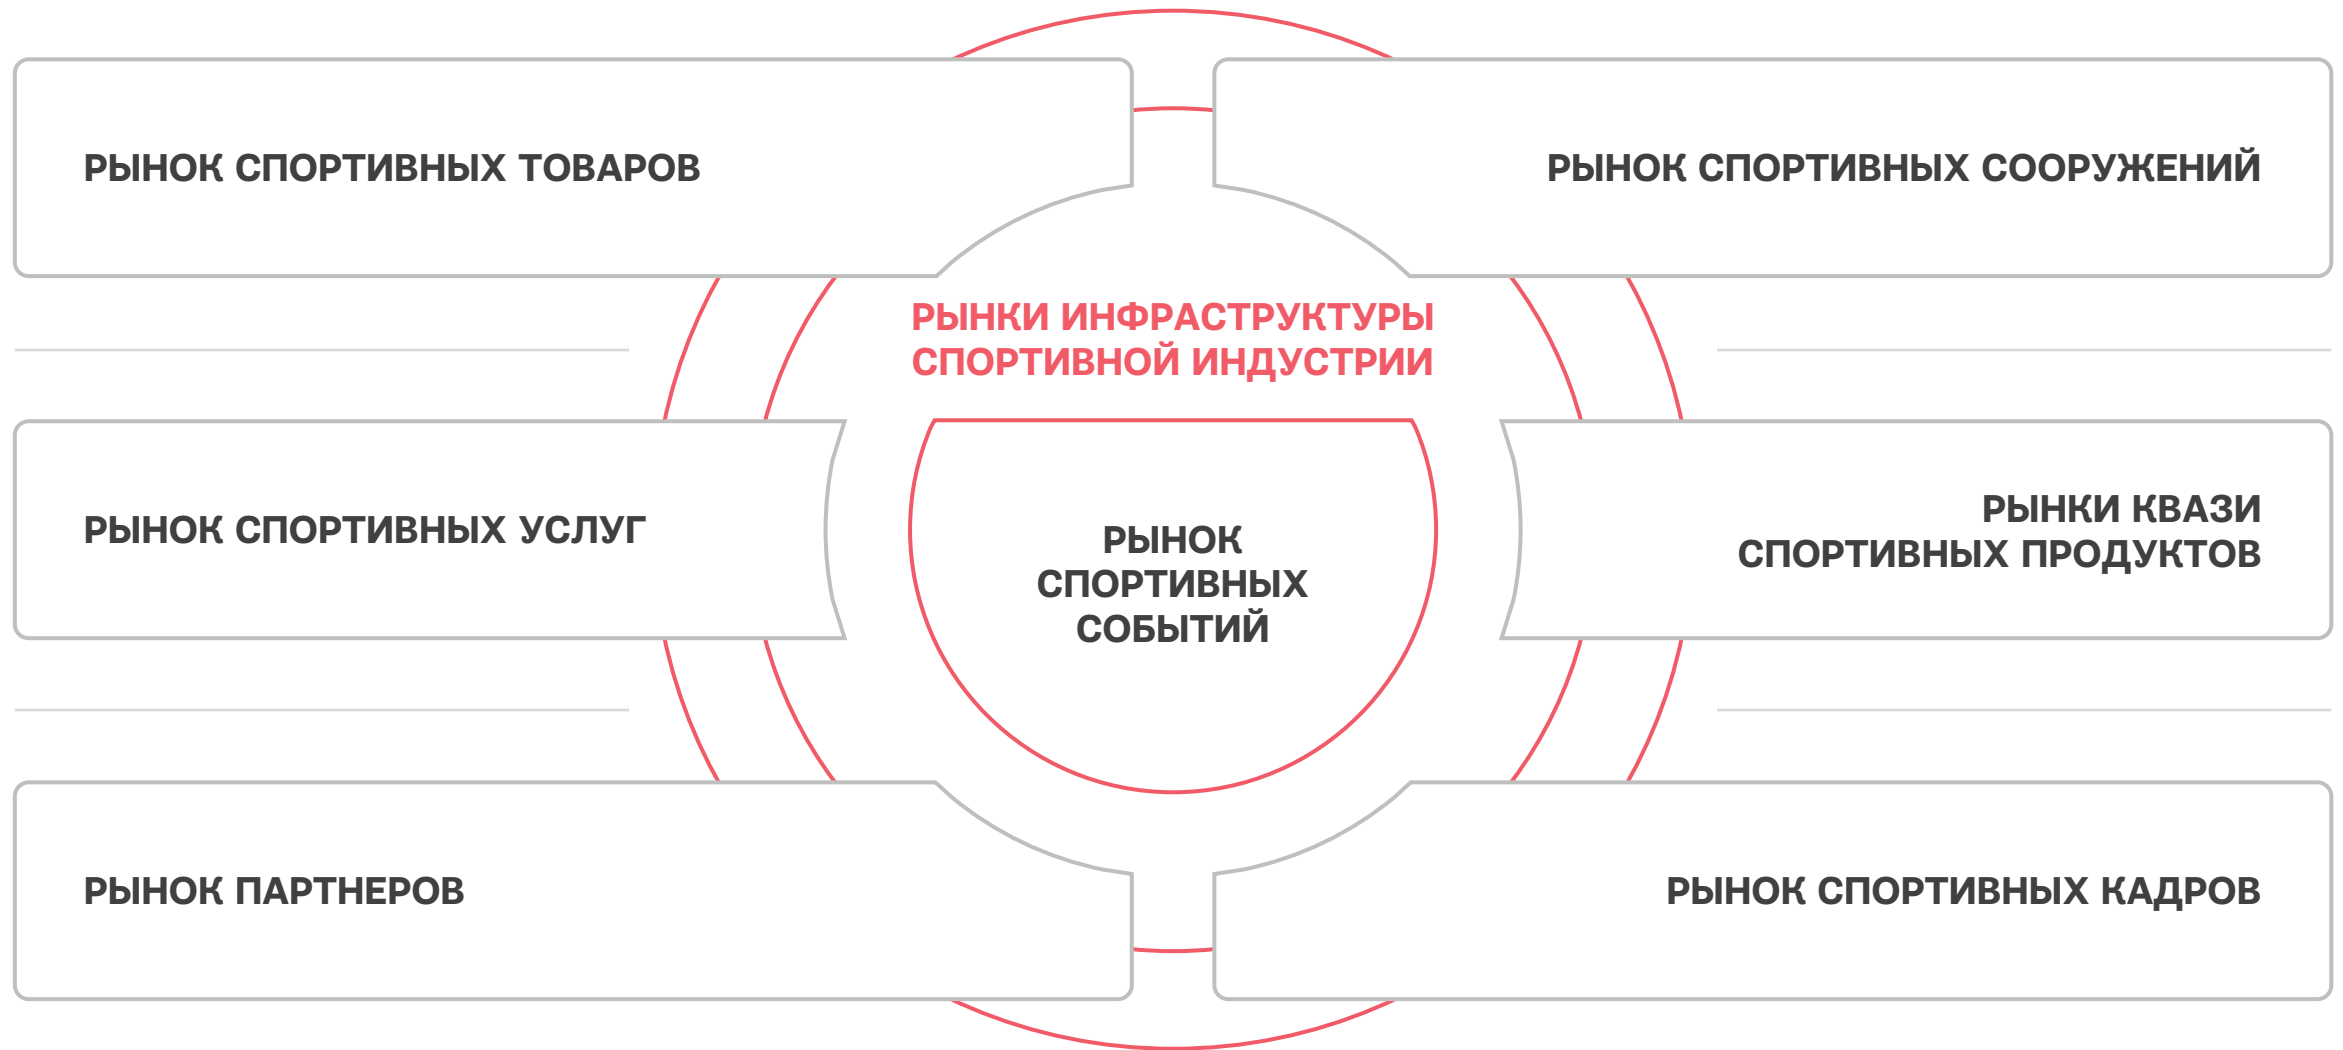 РЫНОК СПОРТИВНЫХ ТОВАРОВ
РЫНОК СПОРТИВНЫХ СООРУЖЕНИЙ
РЫНКИ ИНФРАСТРУКТУРЫ
СПОРТИВНОЙ ИНДУСТРИИ
РЫНОК СПОРТИВНЫХ УСЛУГ
РЫНОК
СПОРТИВНЫХ
СОБЫТИЙ
РЫНКИ КВАЗИ
СПОРТИВНЫХ ПРОДУКТОВ
РЫНОК ПАРТНЕРОВ
РЫНОК СПОРТИВНЫХ КАДРОВ